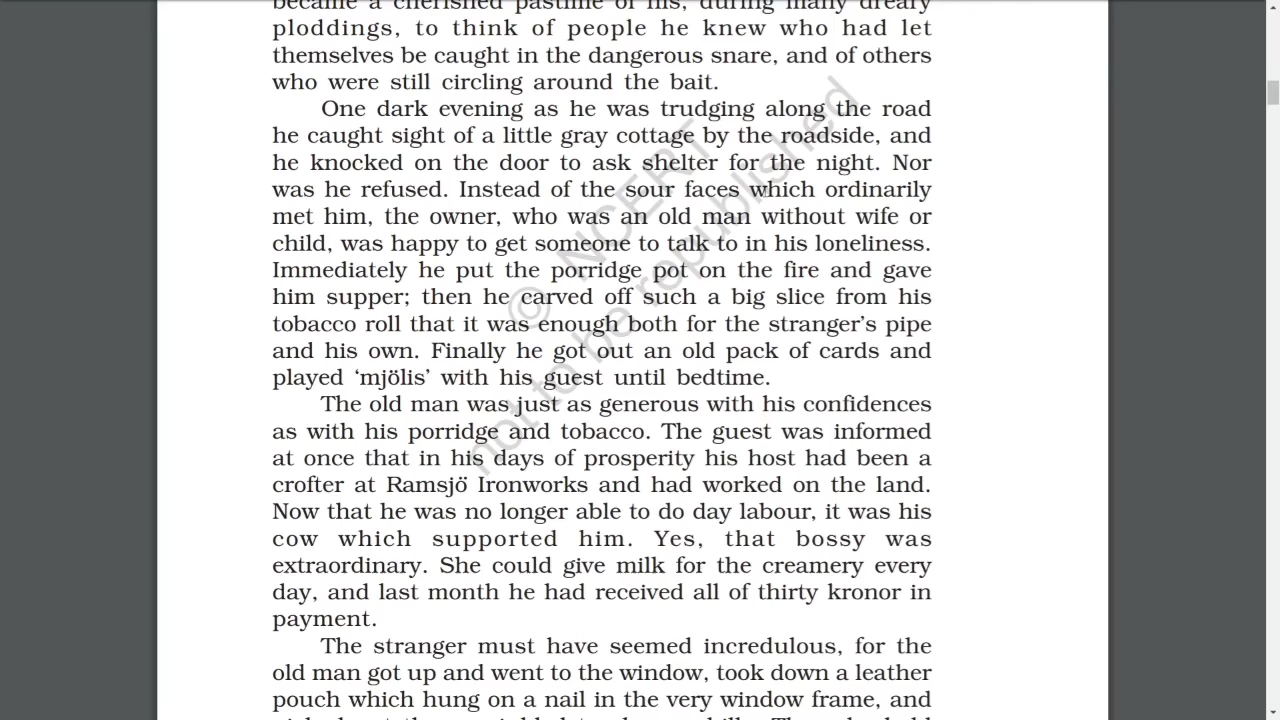 became a cherished pastime of his, during many dreary
ploddings, to think of people he knew who had let
themselves be caught in the dangerous snare, and of others
who were still circling around the bait.
One dark evening as he was trudging along the road
he caught sight of a little gray cottage by the roadside, and
he knocked on the door to ask shelter for the night. Nor
was he refused. Instead of the sour faces which ordinarily
met him, the owner, who was an old man without wife or
child, was happy to get someone to talk to in his loneliness.
Immediately he put the porridge pot on the fire and gave
him supper; then he carved off such a big slice from his
tobacco roll that it was enough both for the stranger's pipe
and his own. Finally he got out an old pack of cards and
played ‘mjölis’ with his guest until bedtime.
The old man was just as generous with his confidences
as with his porridge and tobacco. The guest was informed
at once that in his days of prosperity his host had been a
crofter at Ramsjö Ironworks and had worked on the land.
Now that he was no longer able to do day labour, it was his
cow which supported him. Yes, that bossy was
extraordinary. She could give milk for the creamery every
day, and last month he had received all of thirty kronor in
payment.
The stranger must have seemed incredulous, for the
old man got up and went to the window, took down a leather
pouch which hung on a nail in the very window frame, and
© NCERT
not to be republished